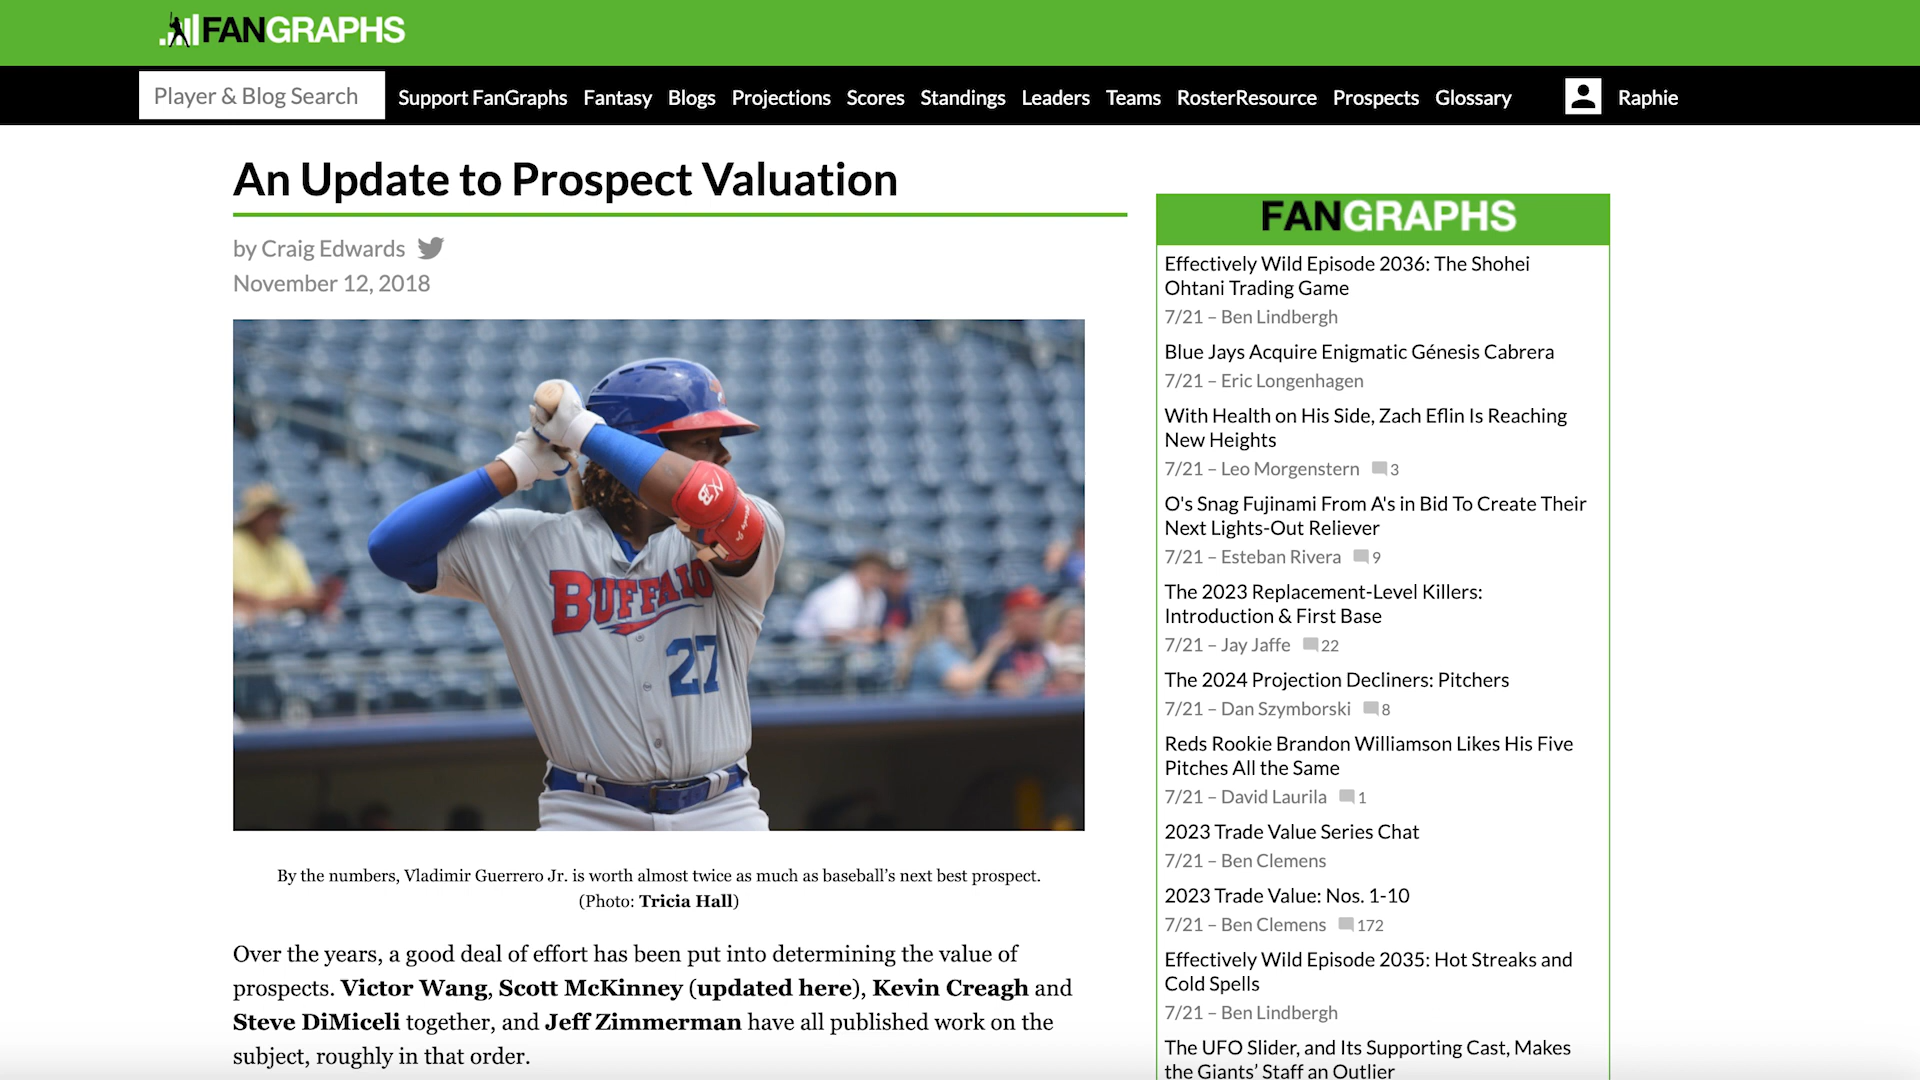 FANGRAPHS
Player & Blog Search
Support FanGraphs Fantasy Blogs Projections Scores Standings Leaders Teams RosterResource Prospects Glossary
Raphie
An Update to Prospect Valuation
by Craig Edwards
November 12, 2018
BUFFALO
27
By the numbers, Vladimir Guerrero Jr. is worth almost twice as much as baseball's next best prospect.
(Photo: Tricia Hall)
Over the years, a good deal of effort has been put into determining the value of
prospects. Victor Wang, Scott McKinney (updated here), Kevin Creagh and
Steve DiMiceli together, and Jeff Zimmerman have all published work on the
subject, roughly in that order.
FANGRAPHS
Effectively Wild Episode 2036: The Shohei
Ohtani Trading Game
7/21 – Ben Lindbergh
Blue Jays Acquire Enigmatic Génesis Cabrera
7/21 – Eric Longenhagen
With Health on His Side, Zach Eflin Is Reaching
New Heights
7/21 – Leo Morgenstern 3
O's Snag Fujinami From A's in Bid To Create Their
Next Lights-Out Reliever
7/21 – Esteban Rivera 9
The 2023 Replacement-Level Killers:
Introduction & First Base
7/21 – Jay Jaffe 22
The 2024 Projection Decliners: Pitchers
7/21 – Dan Szymborski 8
Reds Rookie Brandon Williamson Likes His Five
Pitches All the Same
7/21 – David Laurila 1
2023 Trade Value Series Chat
7/21 – Ben Clemens
2023 Trade Value: Nos. 1-10
7/21 – Ben Clemens 172
Effectively Wild Episode 2035: Hot Streaks and
Cold Spells
7/21 – Ben Lindbergh
The UFO Slider, and Its Supporting Cast, Makes
the Giants' Staff an Outlier